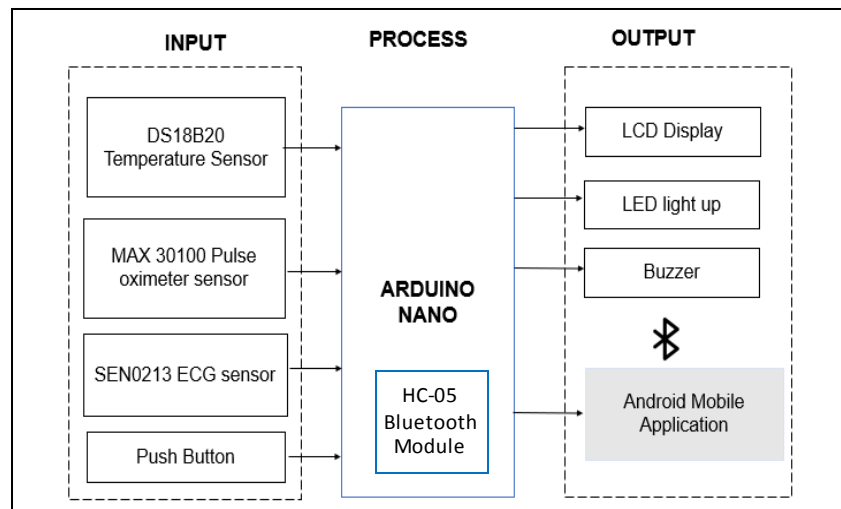 INPUT
PROCESS
OUTPUT
DS18B20
Temperature Sensor
MAX 30100 Pulse
oximeter sensor
SEN0213 ECG sensor
Push Button
ARDUINO
NANO
HC-05
Bluetooth
Module
LCD Display
LED light up
Buzzer
Android Mobile
Application